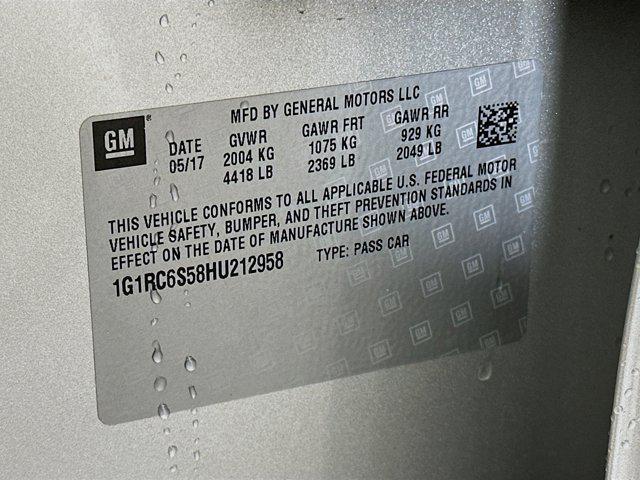 MFD BY GENERAL MOTORS LLC
GM
DATE GVWR GAWR FRT GAWR RR
05/17 2004 KG 1075 KG 929 KG
4418 LB 2369 LB 2049 LB
THIS VEHICLE CONFORMS TO ALL APPLICABLE U.S. FEDERAL MOTOR
VEHICLE SAFETY, BUMPER, AND THEFT PREVENTION STANDARDS IN
EFFECT ON THE DATE OF MANUFACTURE SHOWN ABOVE.
1G1RC6S58HU212958 TYPE: PASS CAR